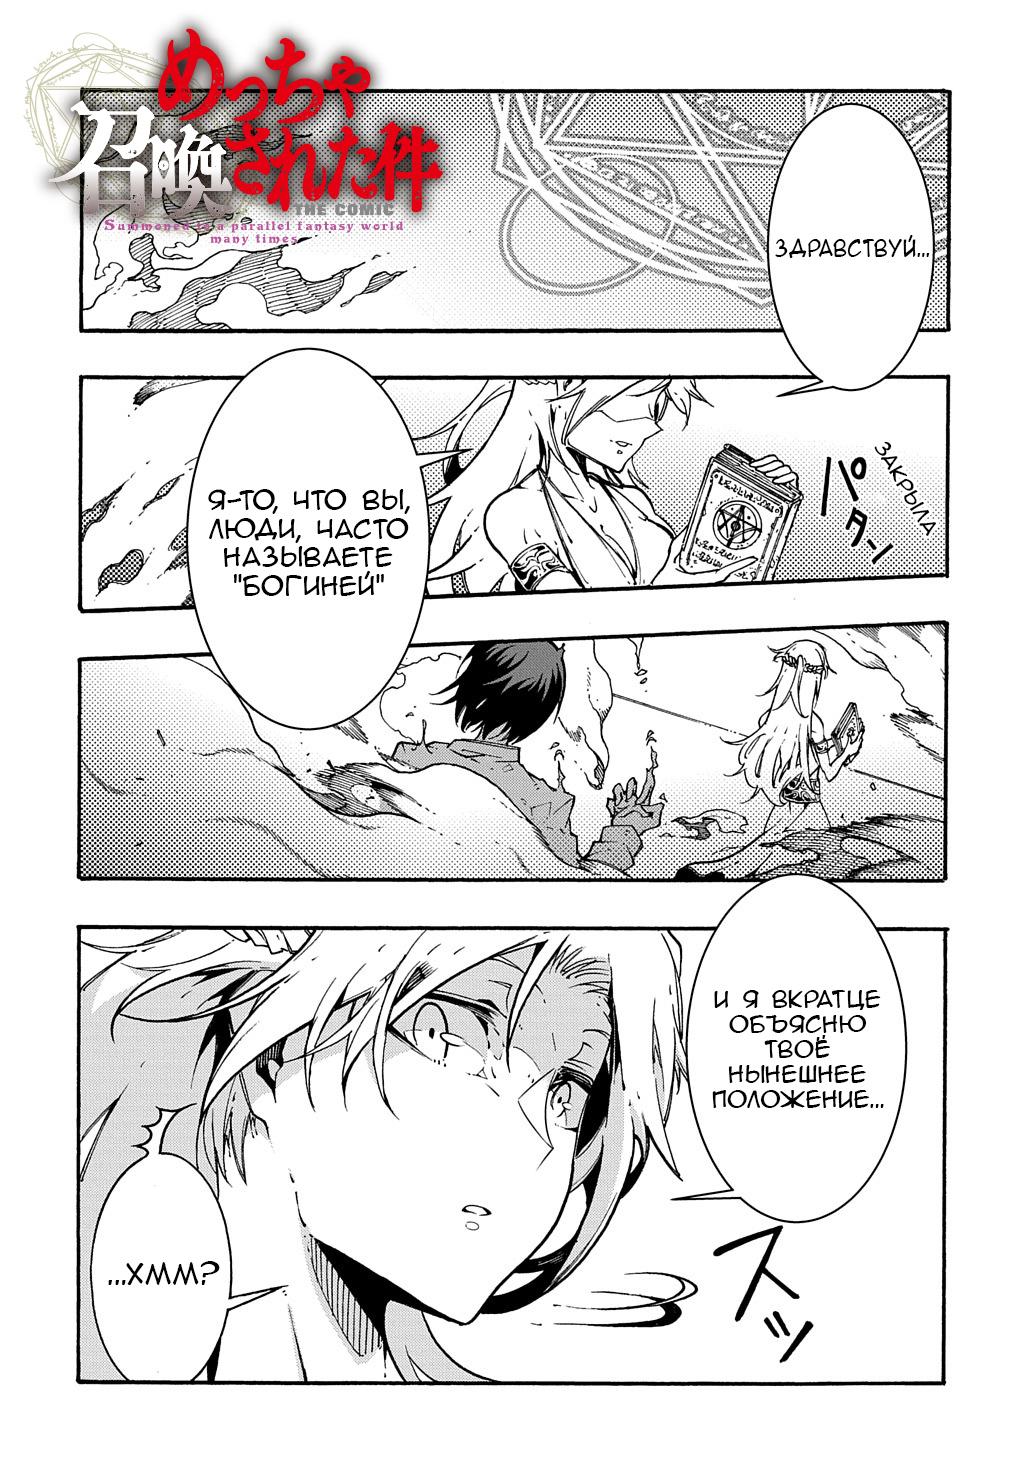 めっちゃ
召喚された件
THE COMIC
Summoned to a parallel fantasy world
many times
ЗДРАВСТВУЙ...
ЗАКРЫЛА
パタン
Я-ТО, ЧТО ВЫ,
ЛЮДИ, ЧАСТО
НАЗЫВАЕТЕ
"БОГИНЕЙ"
И Я ВКРАТЦЕ
ОБЪЯСНЮ
ТВОЁ
НЫНЕШНЕЕ
ПОЛОЖЕНИЕ...
...ХММ?
スッ